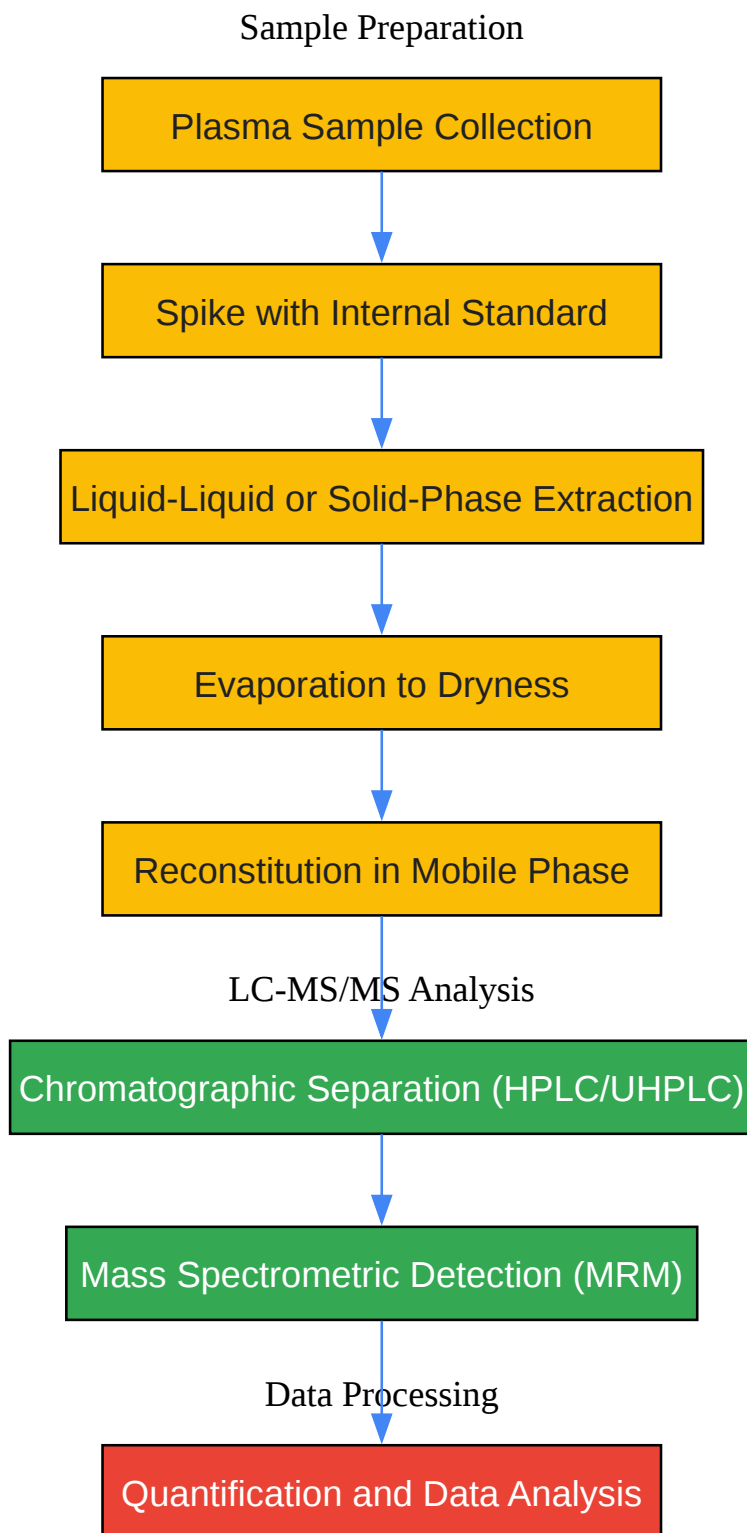 Sample Preparation
Plasma Sample Collection
Spike with Internal Standard
Liquid-Liquid or Solid-Phase Extraction
Evaporation to Dryness
Reconstitution in Mobile Phase
LC-MS/MS Analysis
Chromatographic Separation (HPLC/UHPLC)
Mass Spectrometric Detection (MRM)
Data Processing
Quantification and Data Analysis